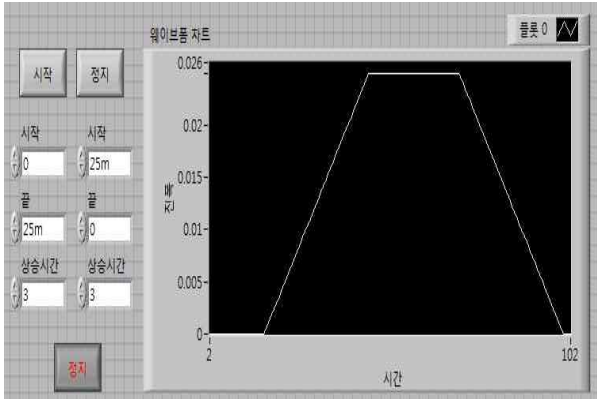 웨이브폼 차트
플롯 0
시작
정지
시작
시작
0
25m
끝
끝
25m
0
상승시간
상승시간
3
3
정지
진폭
0.026
0.02
0.015
0.01
0.005
0
2
102
시간